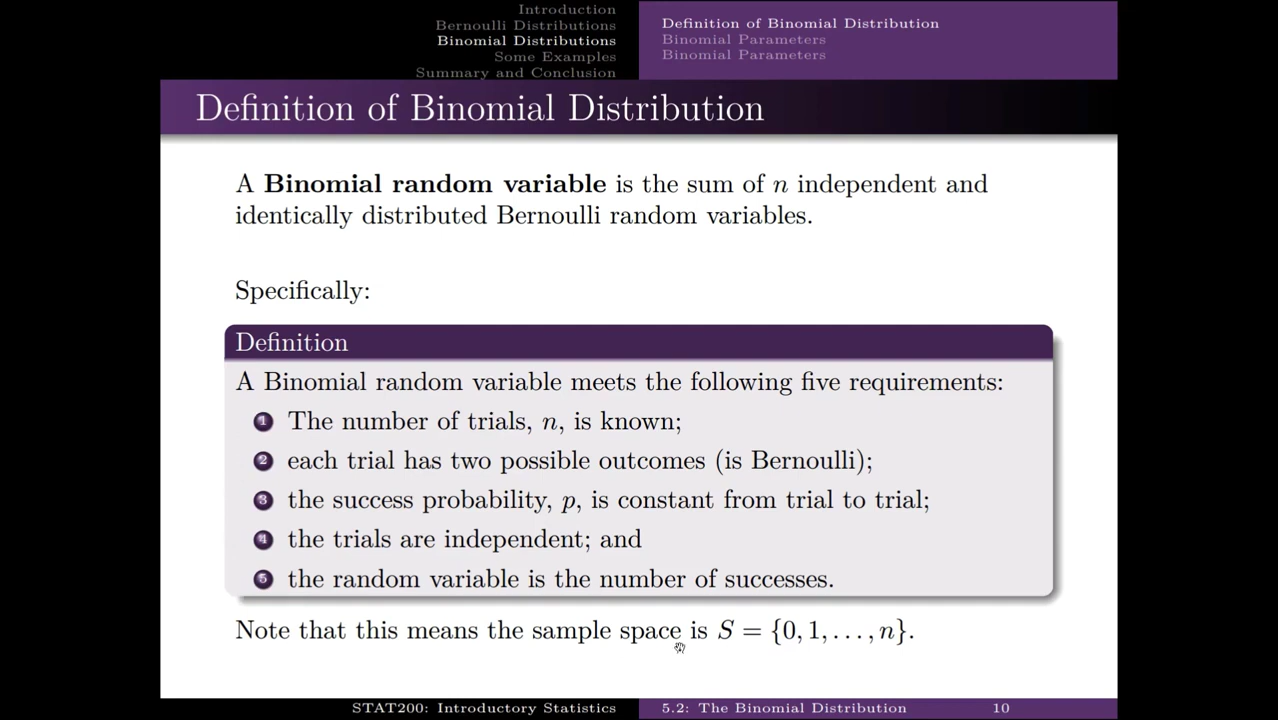 Introduction
Bernoulli Distributions
Binomial Distributions
Some Examples
Summary and Conclusion
Definition of Binomial Distribution
Binomial Parameters
Binomial Parameters
Definition of Binomial Distribution
A Binomial random variable is the sum of n independent and
identically distributed Bernoulli random variables.
Specifically:
Definition
A Binomial random variable meets the following five requirements:
1 The number of trials, n, is known;
2 each trial has two possible outcomes (is Bernoulli);
3 the success probability, p, is constant from trial to trial;
4 the trials are independent; and
5 the random variable is the number of successes.
Note that this means the sample space is S = {0, 1, . . . , n}.
STAT200: Introductory Statistics
5.2: The Binomial Distribution
10